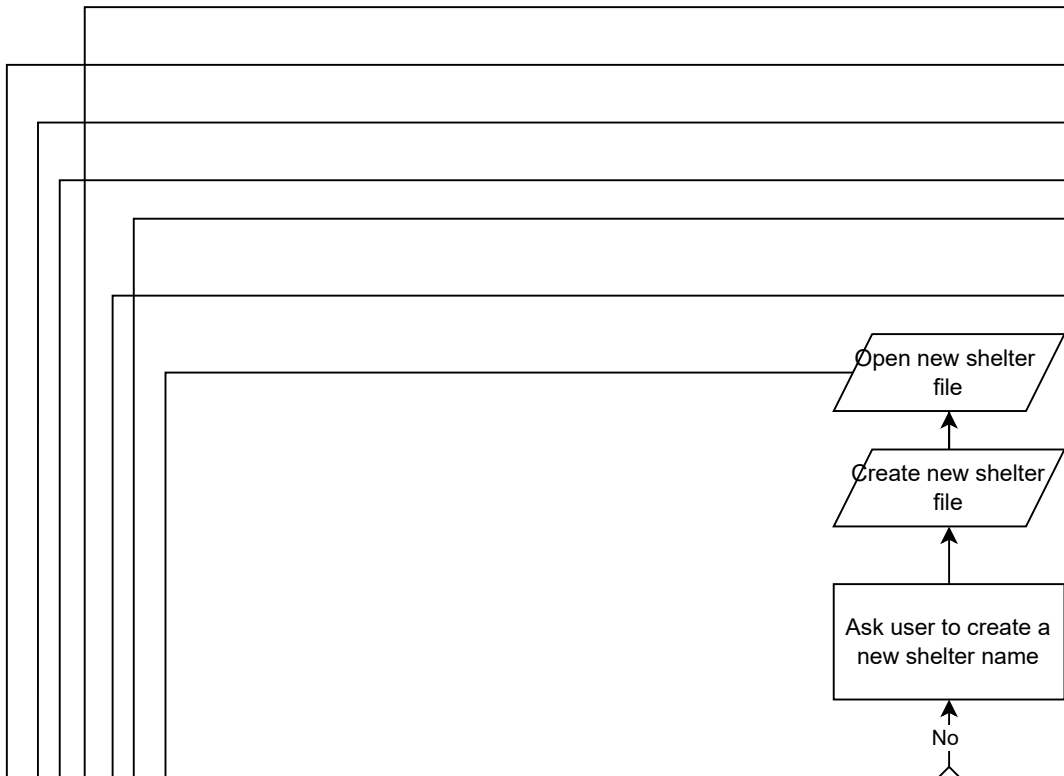 Open new shelter
file
Create new shelter
file
Ask user to create a
new shelter name
No